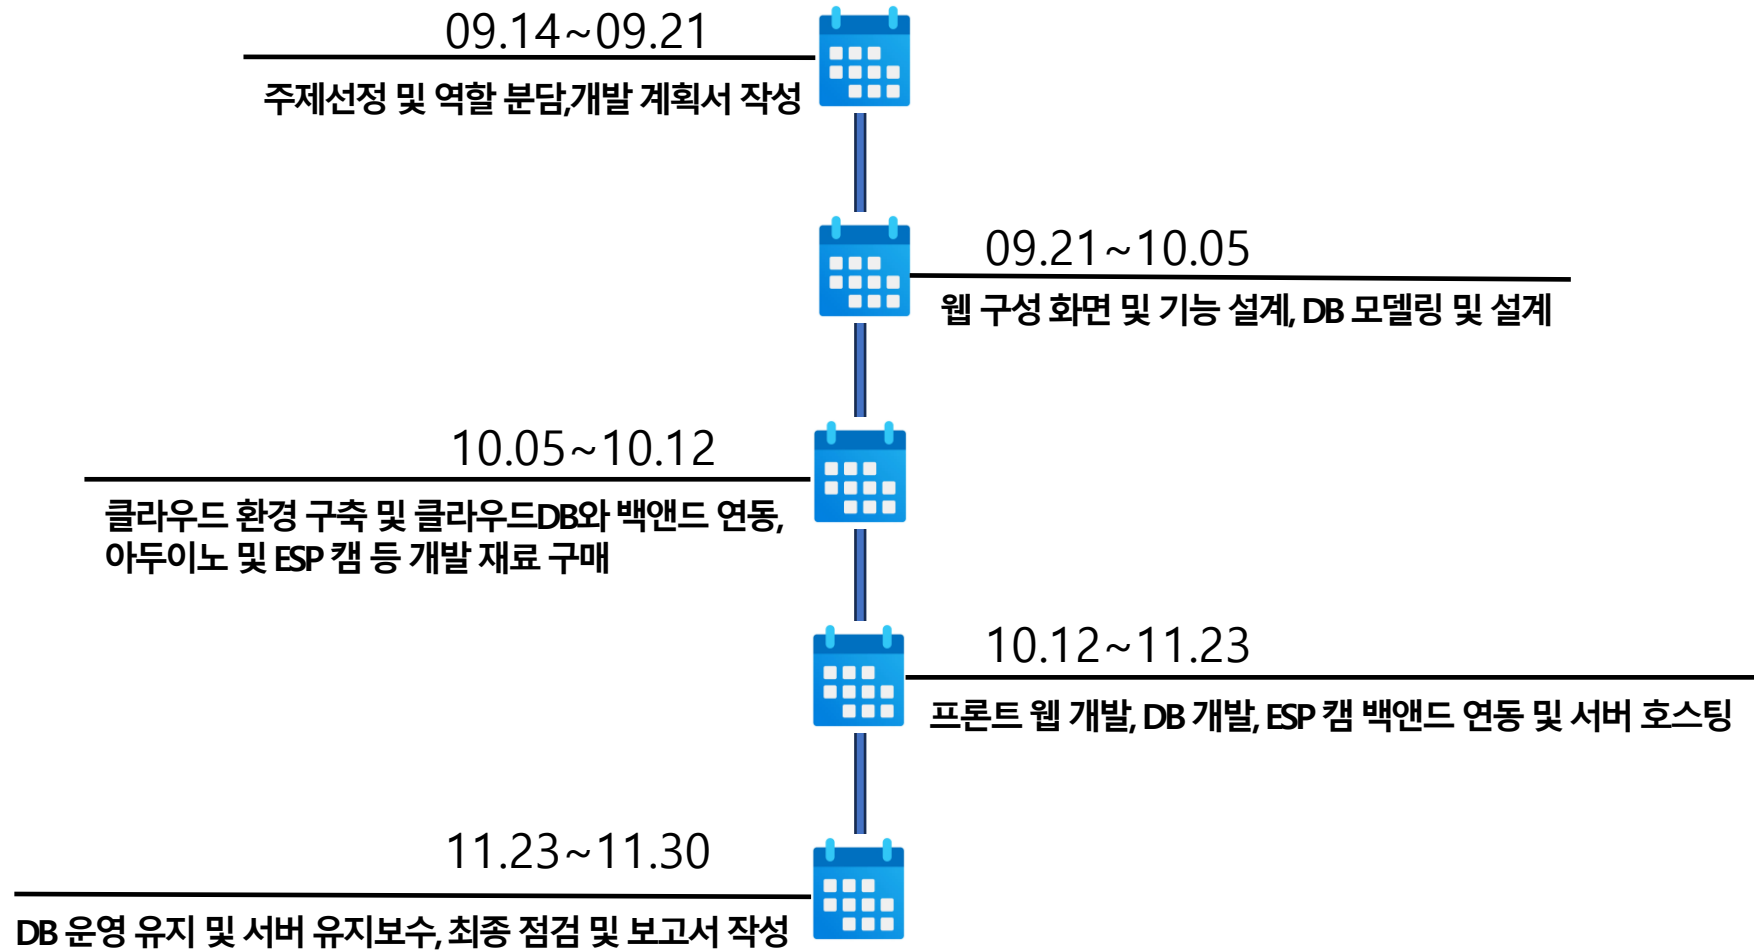 09.14~09.21
주제선정 및 역할 분담,개발 계획서 작성
09.21~10.05
웹 구성 화면 및 기능 설계, DB 모델링 및 설계
10.05~10.12
클라우드 환경 구축 및 클라우드DB와 백앤드 연동,
아두이노 및 ESP 캠 등 개발 재료 구매
10.12~11.23
프론트 웹 개발, DB 개발, ESP 캠 백앤드 연동 및 서버 호스팅
11.23~11.30
DB 운영 유지 및 서버 유지보수, 최종 점검 및 보고서 작성